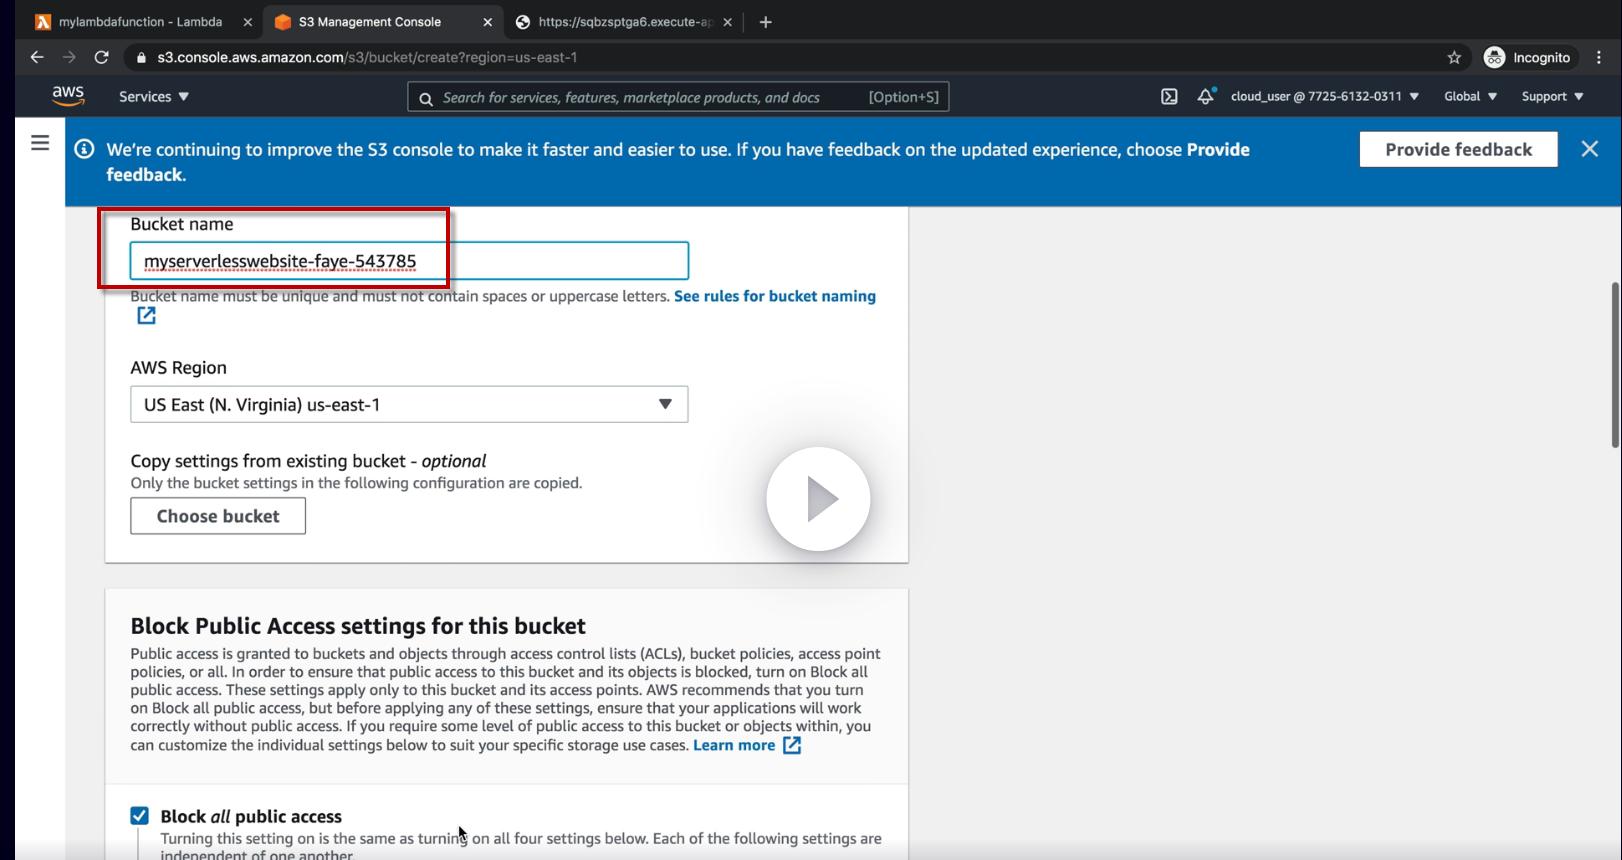 mylambdafunction - Lambda
S3 Management Console
https://sqbzsptga6.execute-ap
s3.console.aws.amazon.com/s3/bucket/create?region=us-east-1
Incognito
aws
Services
Search for services, features, marketplace products, and docs
[Option+S]
cloud_user @ 7725-6132-0311
Global
Support
We're continuing to improve the S3 console to make it faster and easier to use. If you have feedback on the updated experience, choose Provide
feedback.
Provide feedback
Bucket name
myserverlesswebsite-faye-543785
Bucket name must be unique and must not contain spaces or uppercase letters. See rules for bucket naming
AWS Region
US East (N. Virginia) us-east-1
Copy settings from existing bucket - optional
Only the bucket settings in the following configuration are copied.
Choose bucket
Block Public Access settings for this bucket
Public access is granted to buckets and objects through access control lists (ACLs), bucket policies, access point
policies, or all. In order to ensure that public access to this bucket and its objects is blocked, turn on Block all
public access. These settings apply only to this bucket and its access points. AWS recommends that you turn
on Block all public access, but before applying any of these settings, ensure that your applications will work
correctly without public access. If you require some level of public access to this bucket or objects within, you
can customize the individual settings below to suit your specific storage use cases. Learn more
Block all public access
Turning this setting on is the same as turning on all four settings below. Each of the following settings are
independent of one another.